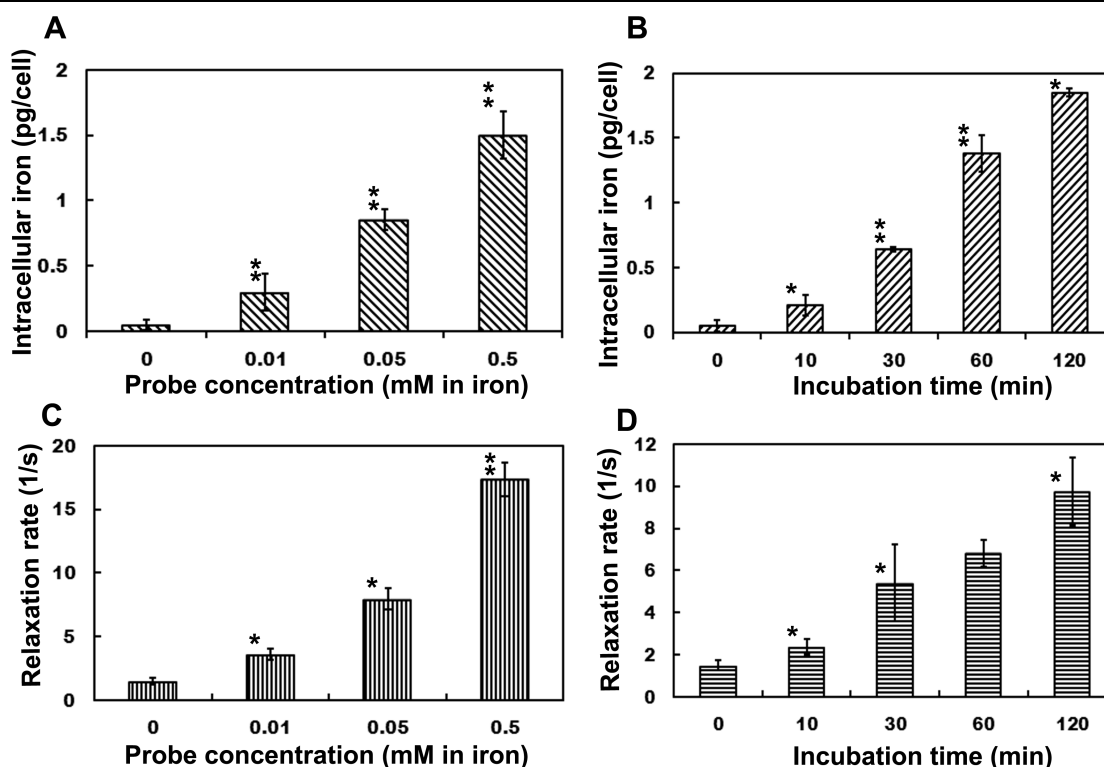 A
Intracellular iron (pg/cell)
2
1.5
1
0.5
0
**
**
**
0 0.01 0.05 0.5
Probe concentration (mM in iron)
B
Intracellular iron (pg/cell)
2
1.5
1
0.5
0
*
**
**
*
0 10 30 60 120
Incubation time (min)
C
Relaxation rate (1/s)
20
15
10
5
0
*
*
**
0 0.01 0.05 0.5
Probe concentration (mM in iron)
D
Relaxation rate (1/s)
12
10
8
6
4
2
0
*
*
*
0 10 30 60 120
Incubation time (min)